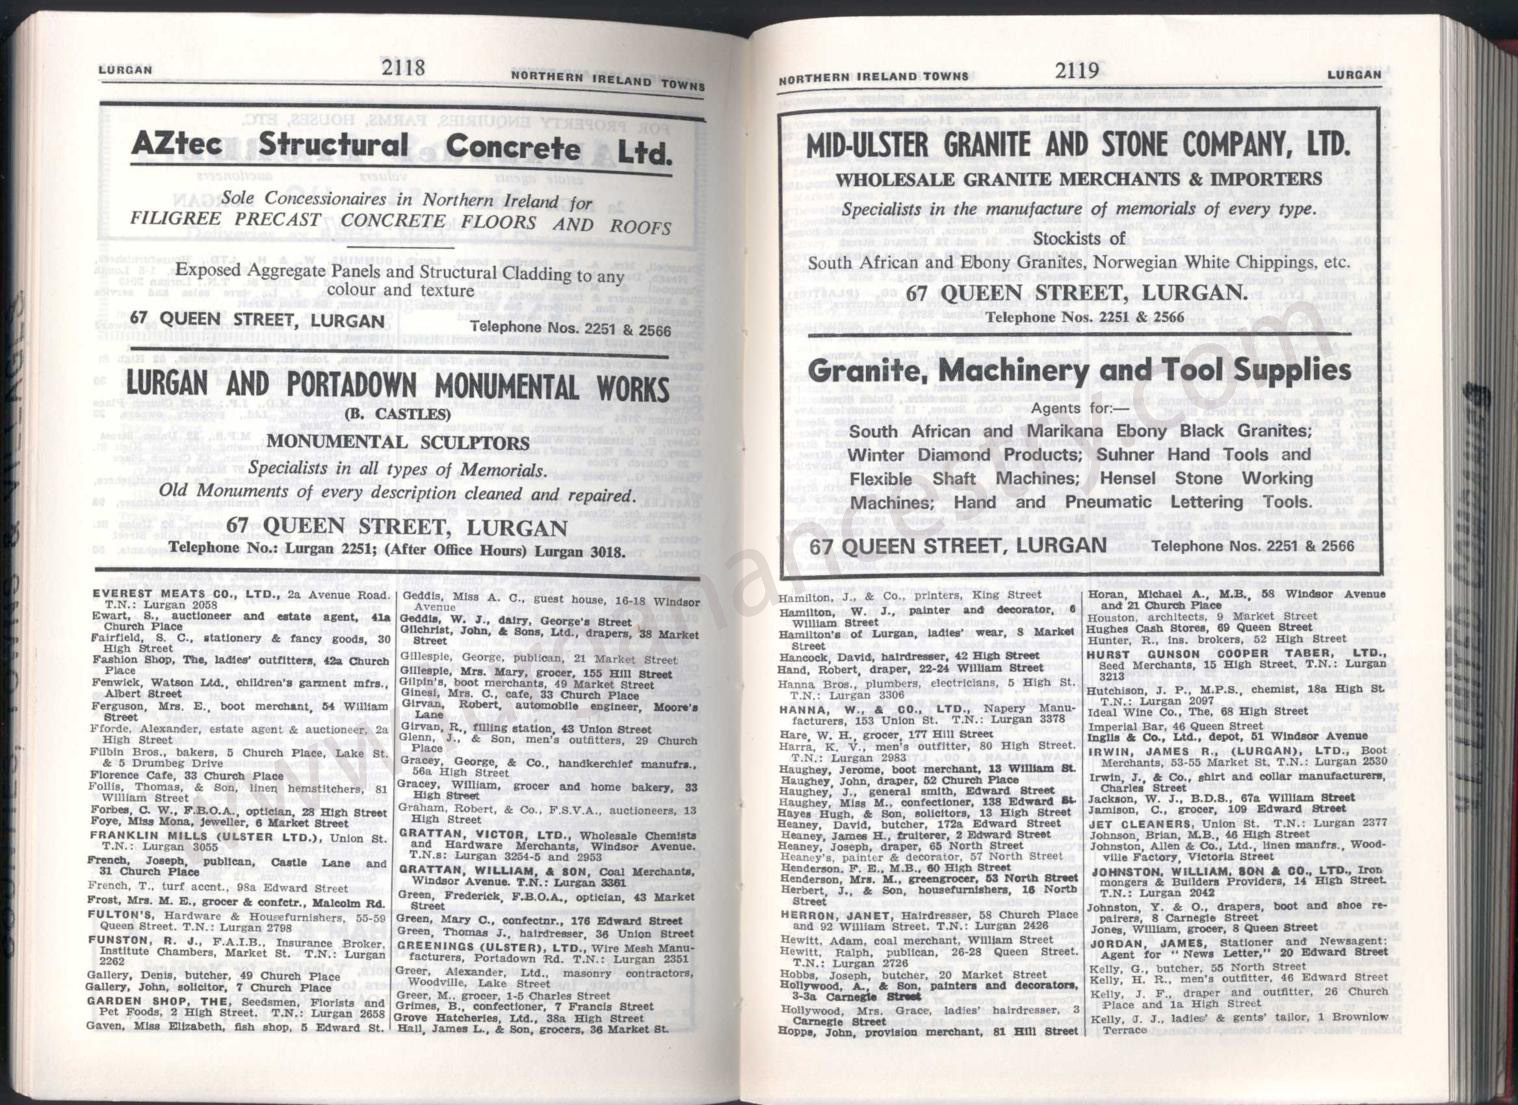 LURGAN
2118
NORTHERN IRELAND TOWNS
AZtec Structural Concrete Ltd.
Sole Concessionaires in Northern Ireland for
FILIGREE PRECAST CONCRETE FLOORS AND ROOFS
Exposed Aggregate Panels and Structural Cladding to any
colour and texture
67 QUEEN STREET, LURGAN
Telephone Nos. 2251 & 2566
LURGAN AND PORTADOWN MONUMENTAL WORKS
(B. CASTLES)
MONUMENTAL SCULPTORS
Specialists in all types of Memorials.
Old Monuments of every description cleaned and repaired.
67 QUEEN STREET, LURGAN
Telephone No.: Lurgan 2251; (After Office Hours) Lurgan 3018.
EVEREST MEATS CO., LTD., 2a Avenue Road.
T.N.: Lurgan 2058
Ewart, S., auctioneer and estate agent, 41a
Church Place
Fairfield, S. C., stationery & fancy goods, 30
High Street
Fashion Shop, The, ladies' outfitters, 42a Church
Place
Fenwick, Watson Ltd., children's garment mfrs.,
Albert Street
Ferguson, Mrs. E., boot merchant, 54 William
Street
Fforde, Alexander, estate agent & auctioneer, 2a
High Street
Filbin Bros., bakers, 5 Church Place, Lake St.
& 5 Drumbeg Drive
Florence Cafe, 33 Church Place
Follis, Thomas, & Son, linen hemstitchers, 81
William Street
Forbes, C. W., F.B.O.A., optician, 28 High Street
Foye, Miss Mona, jeweller, 6 Market Street
FRANKLIN MILLS (ULSTER LTD.), Union St.
T.N.: Lurgan 3055
French, Joseph, publican, Castle Lane and
31 Church Place
French, T., turf accnt., 98a Edward Street
Frost, Mrs. M. E., grocer & confctr., Malcolm Rd.
FULTON'S, Hardware & Housefurnishers, 55-59
Queen Street. T.N.: Lurgan 2798
FUNSTON, R. J., F.A.I.B., Insurance Broker,
Institute Chambers, Market St. T.N.: Lurgan
2262
Gallery, Denis, butcher, 49 Church Place
Gallery, John, solicitor, 7 Church Place
GARDEN SHOP, THE, Seedsmen, Florists and
Pet Foods, 2 High Street. T.N.: Lurgan 2658
Gaven, Miss Elizabeth, fish shop, 5 Edward St.
Geddis, Miss A. C., guest house, 16-18 Windsor
Avenue
Geddis, W. J., dairy, George's Street
Gilchrist, John, & Sons, Ltd., drapers, 38 Market
Street
Gillespie, George, publican, 21 Market Street
Gillespie, Mrs. Mary, grocer, 155 Hill Street
Gilpin's, boot merchants, 49 Market Street
Ginesi, Mrs. C., cafe, 33 Church Place
Girvan, Robert, automobile engineer, Moore's
Lane
Girvan, R., filling station, 43 Union Street
Glenn, J., & Son, men's outfitters, 29 Church
Place
Gracey, George, & Co., handkerchief manufrs.,
56a High Street
Gracey, William, grocer and home bakery, 33
High Street
Graham, Robert, & Co., F.S.V.A., auctioneers, 13
High Street
GRATTAN, VICTOR, LTD., Wholesale Chemists
and Hardware Merchants, Windsor Avenue.
T.N.s: Lurgan 3254-5 and 2953
GRATTAN, WILLIAM, & SON, Coal Merchants,
Windsor Avenue. T.N.: Lurgan 3361
Green, Frederick, F.B.O.A., optician, 43 Market
Street
Green, Mary C., confectnr., 176 Edward Street
Green, Thomas J., hairdresser, 36 Union Street
GREENINGS (ULSTER), LTD., Wire Mesh Manu-
facturers, Portadown Rd. T.N.: Lurgan 2351
Greer, Alexander, Ltd., masonry contractors,
Woodville, Lake Street
Greer, M., grocer, 1-5 Charles Street
Grimes, B., confectioner, 7 Francis Street
Grove Hatcheries, Ltd., 38a High Street
Hall, James L., & Son, grocers, 36 Market St.
NORTHERN IRELAND TOWNS
2119
LURGAN
MID-ULSTER GRANITE AND STONE COMPANY, LTD.
WHOLESALE GRANITE MERCHANTS & IMPORTERS
Specialists in the manufacture of memorials of every type.
Stockists of
South African and Ebony Granites, Norwegian White Chippings, etc.
67 QUEEN STREET, LURGAN.
Telephone Nos. 2251 & 2566
Granite, Machinery and Tool Supplies
Agents for:—
South African and Marikana Ebony Black Granites;
Winter Diamond Products; Suhner Hand Tools and
Flexible Shaft Machines; Hensel Stone Working
Machines; Hand and Pneumatic Lettering Tools.
67 QUEEN STREET, LURGAN
Telephone Nos. 2251 & 2566
Hamilton, J., & Co., printers, King Street
Hamilton, W. J., painter and decorator, 6
William Street
Hamilton's of Lurgan, ladies' wear, 8 Market
Street
Hancock, David, hairdresser, 42 High Street
Hand, Robert, draper, 22-24 William Street
Hanna Bros., plumbers, electricians, 5 High St.
T.N.: Lurgan 3306
HANNA, W., & CO., LTD., Napery Manu-
facturers, 153 Union St. T.N.: Lurgan 3378
Hare, W. H., grocer, 177 Hill Street
Harra, K. V., men's outfitter, 80 High Street.
T.N.: Lurgan 2983
Haughey, Jerome, boot merchant, 13 William St.
Haughey, John, draper, 52 Church Place
Haughey, J., general smith, Edward Street
Haughey, Miss M., confectioner, 138 Edward St.
Hayes Hugh, & Son, solicitors, 13 High Street
Heaney, David, butcher, 172a Edward Street
Heaney, James H., fruiterer, 2 Edward Street
Heaney, Joseph, draper, 65 North Street
Heaney's, painter & decorator, 57 North Street
Henderson, F. E., M.B., 60 High Street
Henderson, Mrs. M., greengrocer, 53 North Street
Herbert, J., & Son, housefurnishers, 16 North
Street
HERRON, JANET, Hairdresser, 58 Church Place
and 92 William Street. T.N.: Lurgan 2426
Hewitt, Adam, coal merchant, William Street
Hewitt, Ralph, publican, 26-28 Queen Street.
T.N.: Lurgan 2726
Hobbs, Joseph, butcher, 20 Market Street
Hollywood, A., & Son, painters and decorators,
3-3a Carnegie Street
Hollywood, Mrs. Grace, ladies' hairdresser, 3
Carnegie Street
Hopps, John, provision merchant, 81 Hill Street
Horan, Michael A., M.B., 58 Windsor Avenue
and 21 Church Place
Houston, architects, 9 Market Street
Hughes Cash Stores, 69 Queen Street
Hunter, R., ins. brokers, 52 High Street
HURST GUNSON COOPER TABER, LTD.,
Seed Merchants, 15 High Street. T.N.: Lurgan
3213
Hutchison, J. P., M.P.S., chemist, 18a High St.
T.N.: Lurgan 2097
Ideal Wine Co., The, 68 High Street
Imperial Bar, 46 Queen Street
Inglis & Co., Ltd., depot, 51 Windsor Avenue
IRWIN, JAMES R., (LURGAN), LTD., Boot
Merchants, 53-55 Market St. T.N.: Lurgan 2530
Irwin, J., & Co., shirt and collar manufacturers,
Charles Street
Jackson, W. J., B.D.S., 67a William Street
Jamison, C., grocer, 109 Edward Street
JET CLEANERS, Union St. T.N.: Lurgan 2377
Johnson, Brian, M.B., 46 High Street
Johnston, Allen & Co., Ltd., linen manfrs., Wood-
ville Factory, Victoria Street
JOHNSTON, WILLIAM, SON & CO., LTD., Iron
mongers & Builders Providers, 14 High Street.
T.N.: Lurgan 2042
Johnston, Y. & O., drapers, boot and shoe re-
pairers, 8 Carnegie Street
Jones, William, grocer, 8 Queen Street
JORDAN, JAMES, Stationer and Newsagent:
Agent for "News Letter," 20 Edward Street
Kelly, G., butcher, 55 North Street
Kelly, H. R., men's outfitter, 46 Edward Street
Kelly, J. F., draper and outfitter, 26 Church
Place and 1a High Street
Kelly, J. J., ladies' & gents' tailor, 1 Brownlow
Terrace